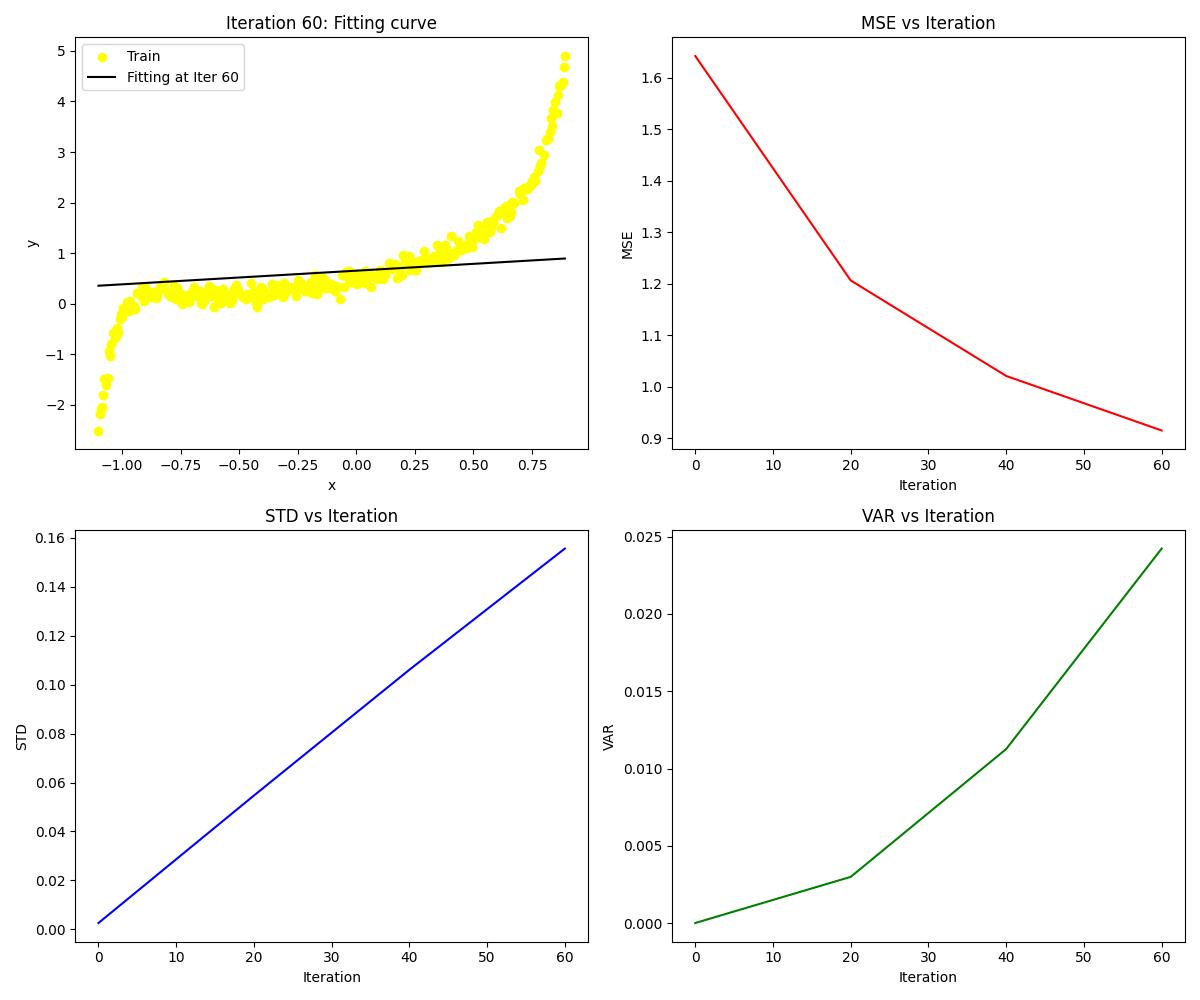 Iteration 60: Fitting curve
Train
Fitting at Iter 60
5
4
3
2
1
0
−1
−2
y
−1.00 −0.75 −0.50 −0.25 0.00 0.25 0.50 0.75
x
MSE vs Iteration
1.6
1.5
1.4
1.3
1.2
1.1
1.0
0.9
MSE
0 10 20 30 40 50 60
Iteration
STD vs Iteration
0.16
0.14
0.12
0.10
0.08
0.06
0.04
0.02
0.00
STD
0 10 20 30 40 50 60
Iteration
VAR vs Iteration
0.025
0.020
0.015
0.010
0.005
0.000
VAR
0 10 20 30 40 50 60
Iteration